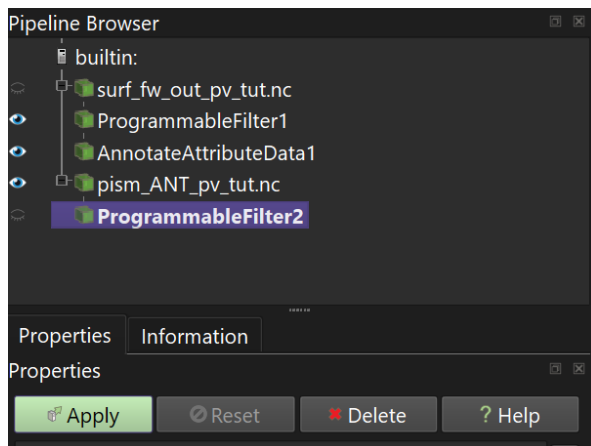 Pipeline Browser
builtin:
surf_fw_out_pv_tut.nc
ProgrammableFilter1
AnnotateAttributeData1
pism_ANT_pv_tut.nc
ProgrammableFilter2
Properties Information
Properties
Apply Reset Delete ? Help